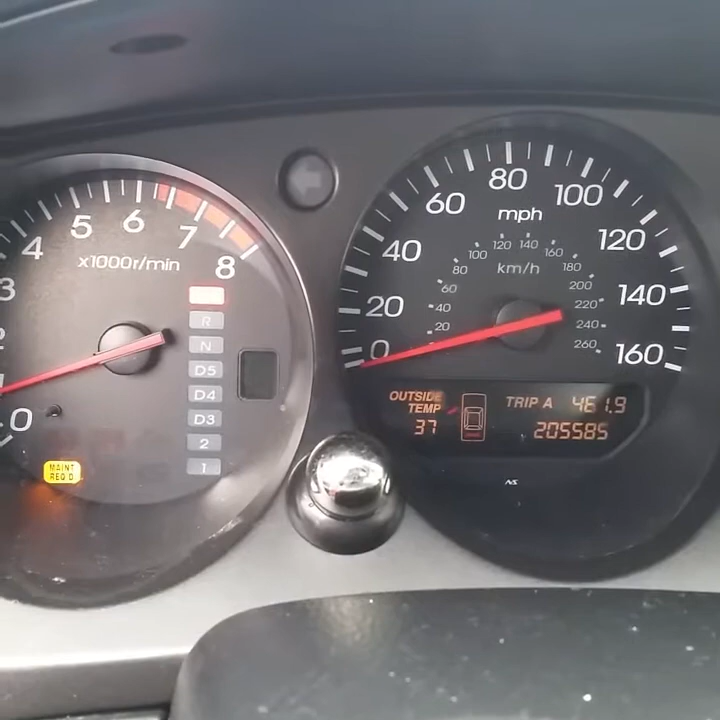 4
5
6
7
8
3
2
0
x1000r/min
R
N
D5
D4
D3
2
1
MAINT
REQ'D
0
20
40
60
80
100
120
140
160
mph
20
40
60
80
100
120
140
160
180
200
220
240
260
km/h
OUTSIDE
TEMP
37
TRIP A 461.9
205585